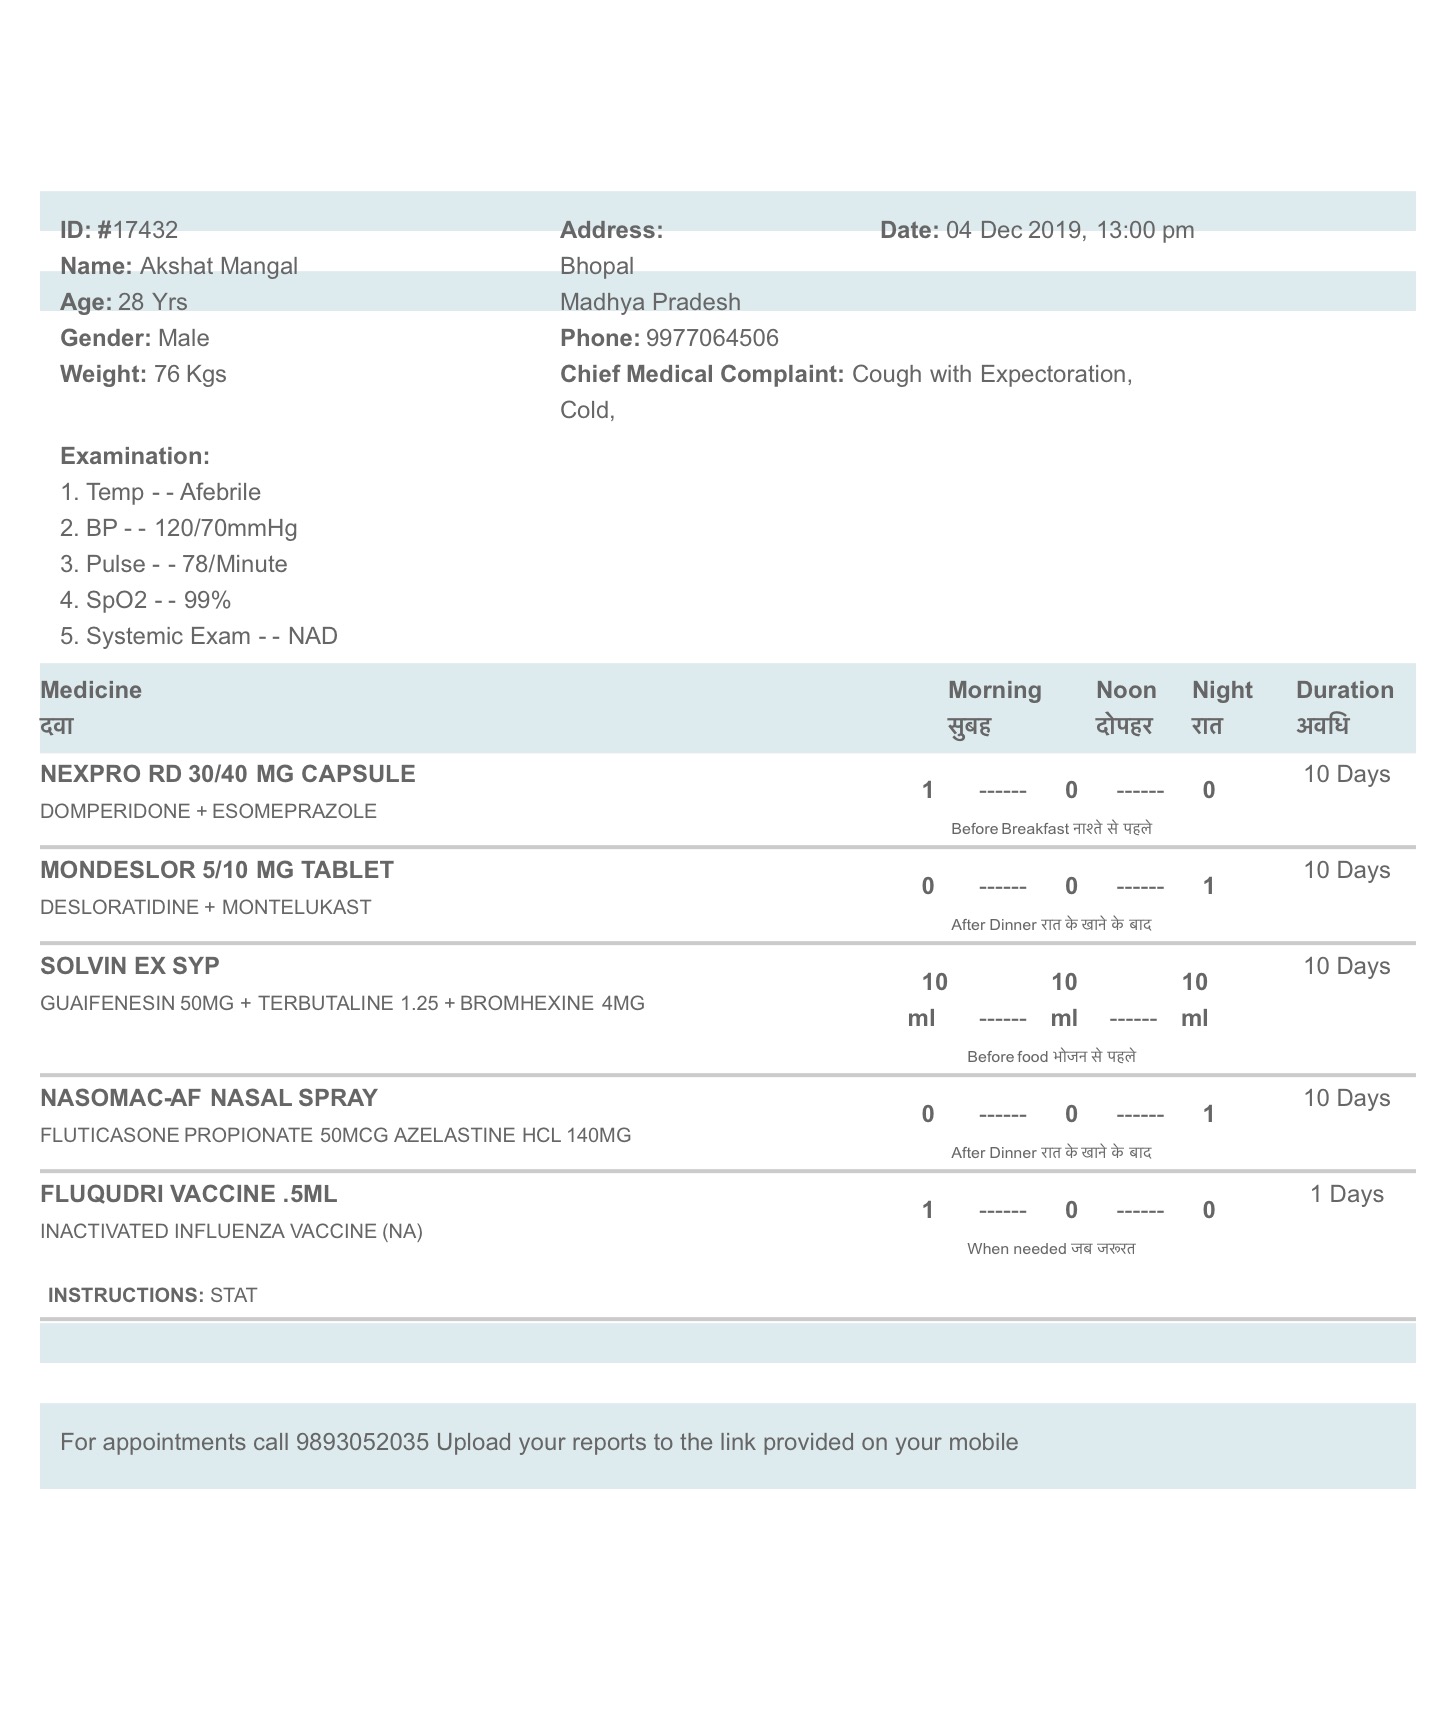 ID: #17432 Address: Date: 04 Dec 2019, 13:00 pm
Name: Akshat Mangal Bhopal
Age: 28 Yrs Madhya Pradesh
Gender: Male Phone: 9977064506
Weight: 76 Kgs Chief Medical Complaint: Cough with Expectoration,
Cold,
Examination:
1. Temp - - Afebrile
2. BP - - 120/70mmHg
3. Pulse - - 78/Minute
4. SpO2 - - 99%
5. Systemic Exam - - NAD
Medicine Morning Noon Night Duration
दवा सुबह दोपहर रात अवधि
NEXPRO RD 30/40 MG CAPSULE 10 Days
1 ------ 0 ------ 0
DOMPERIDONE + ESOMEPRAZOLE
Before Breakfast नाश्ते से पहले
MONDESLOR 5/10 MG TABLET 10 Days
0 ------ 0 ------ 1
DESLORATIDINE + MONTELUKAST
After Dinner रात के खाने के बाद
SOLVIN EX SYP 10 Days
10 10 10
GUAIFENESIN 50MG + TERBUTALINE 1.25 + BROMHEXINE 4MG
ml ------ ml ------ ml
Before food भोजन से पहले
NASOMAC-AF NASAL SPRAY 10 Days
0 ------ 0 ------ 1
FLUTICASONE PROPIONATE 50MCG AZELASTINE HCL 140MG
After Dinner रात के खाने के बाद
FLUQUDRI VACCINE .5ML 1 Days
1 ------ 0 ------ 0
INACTIVATED INFLUENZA VACCINE (NA)
When needed जब जरूरत
INSTRUCTIONS: STAT
For appointments call 9893052035 Upload your reports to the link provided on your mobile